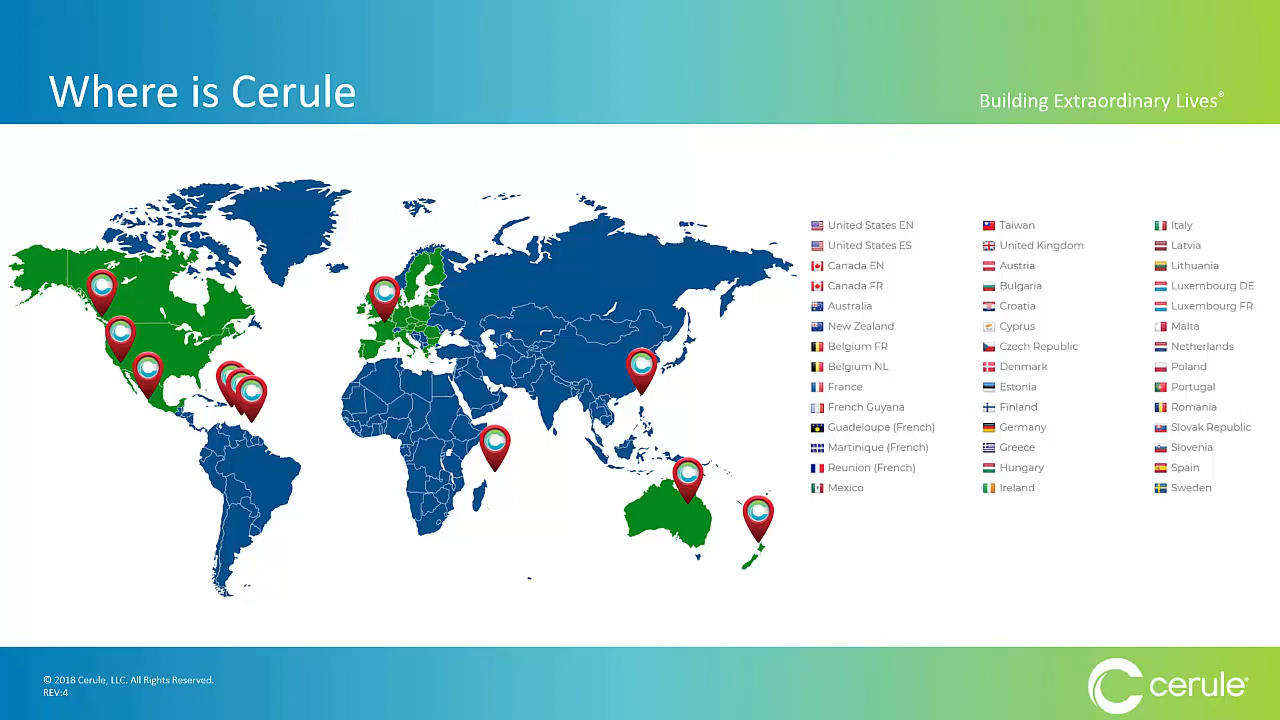 Where is Cerule
Building Extraordinary Lives®
United States EN
United States ES
Canada EN
Canada FR
Australia
New Zealand
Belgium FR
Belgium NL
France
French Guyana
Guadeloupe (French)
Martinique (French)
Reunion (French)
Mexico
Taiwan
United Kingdom
Austria
Bulgaria
Croatia
Cyprus
Czech Republic
Denmark
Estonia
Finland
Germany
Greece
Hungary
Ireland
Italy
Latvia
Lithuania
Luxembourg DE
Luxembourg FR
Malta
Netherlands
Poland
Portugal
Romania
Slovak Republic
Slovenia
Spain
Sweden
© 2018 Cerule, LLC. All Rights Reserved.
REV:4
cerule®